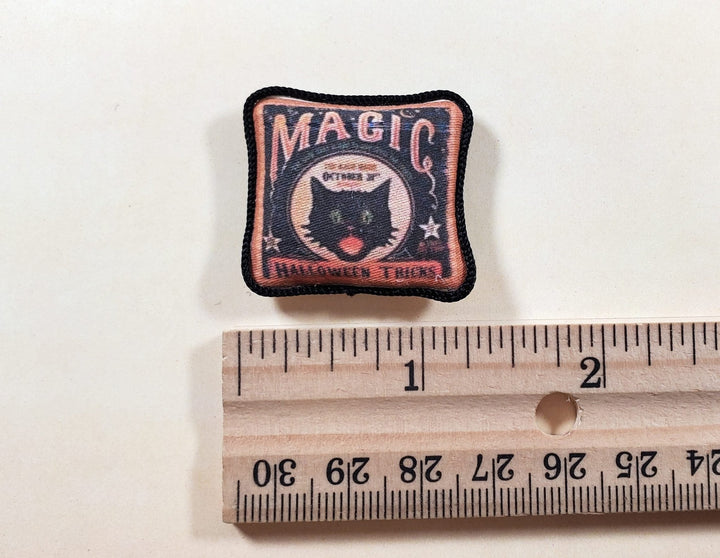 MAGIC
OCTOBER 31st
HALLOWEEN TRICKS
1 2
30 29 28 27 26 25 24